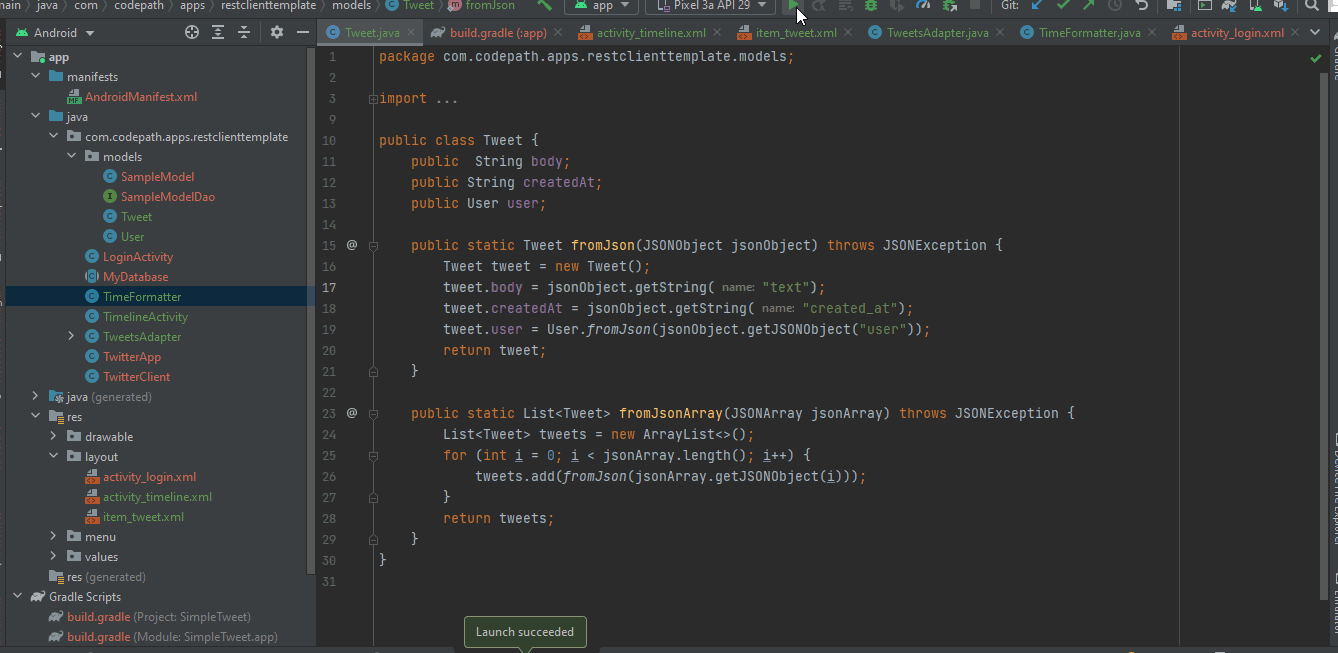 java com codepath apps restclienttemplate models Tweet fromJson app Pixel 3a API 29 Git:
Android
Tweet.java build.gradle (:app) activity_timeline.xml item_tweet.xml TweetsAdapter.java TimeFormatter.java activity_login.xml
app
manifests
AndroidManifest.xml
java
com.codepath.apps.restclienttemplate
models
SampleModel
SampleModelDao
Tweet
User
LoginActivity
MyDatabase
TimeFormatter
TimelineActivity
TweetsAdapter
TwitterApp
TwitterClient
java (generated)
res
drawable
layout
activity_login.xml
activity_timeline.xml
item_tweet.xml
menu
values
res (generated)
Gradle Scripts
build.gradle (Project: SimpleTweet)
build.gradle (Module: SimpleTweet.app)
1 package com.codepath.apps.restclienttemplate.models;
2
3 import ...
9
10 public class Tweet {
11 public  String body;
12 public String createdAt;
13 public User user;
14
15 @ public static Tweet fromJson(JSONObject jsonObject) throws JSONException {
16 Tweet tweet = new Tweet();
17 tweet.body = jsonObject.getString( name: "text");
18 tweet.createdAt = jsonObject.getString( name: "created_at");
19 tweet.user = User.fromJson(jsonObject.getJSONObject("user"));
20 return tweet;
21 }
22
23 @ public static List<Tweet> fromJsonArray(JSONArray jsonArray) throws JSONException {
24 List<Tweet> tweets = new ArrayList<>();
25 for (int i = 0; i < jsonArray.length(); i++) {
26 tweets.add(fromJson(jsonArray.getJSONObject(i)));
27 }
28 return tweets;
29 }
30 }
31
Launch succeeded